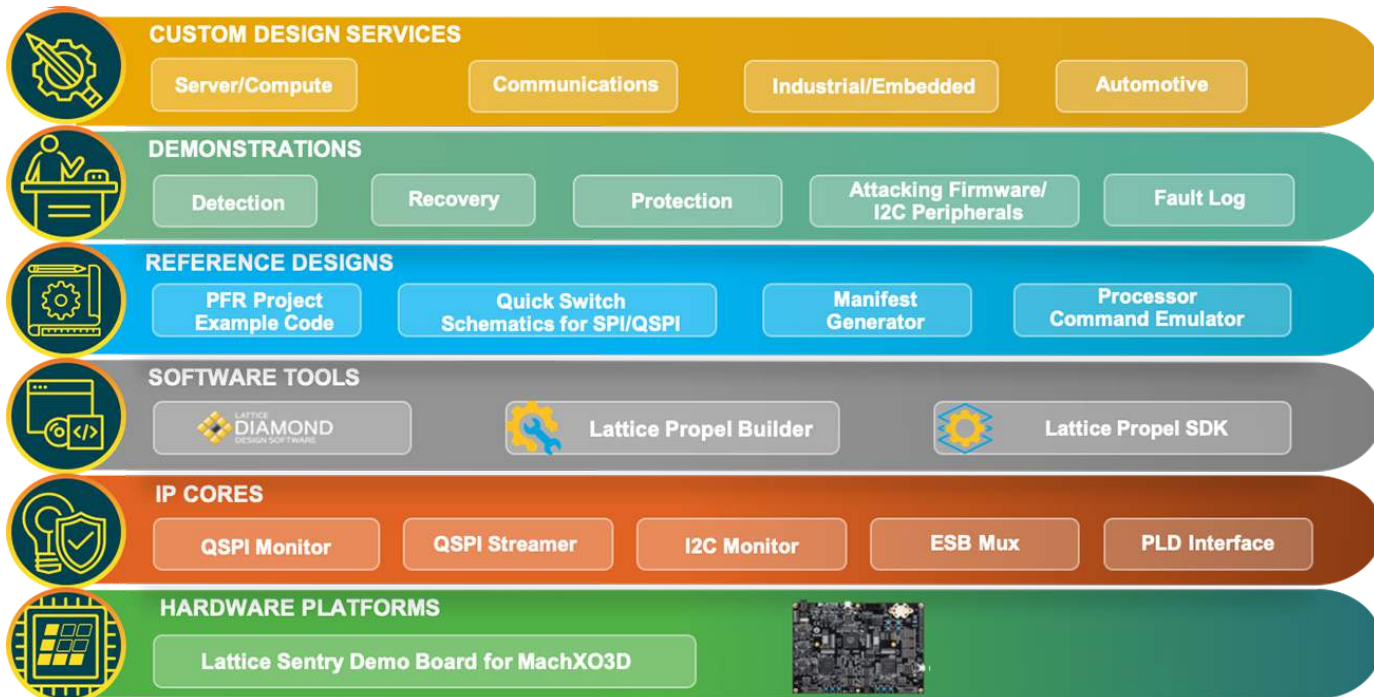 CUSTOM DESIGN SERVICES
Server/Compute
Communications
Industrial/Embedded
Automotive
DEMONSTRATIONS
Detection
Recovery
Protection
Attacking Firmware/
I2C Peripherals
Fault Log
REFERENCE DESIGNS
PFR Project
Example Code
Quick Switch
Schematics for SPI/QSPI
Manifest
Generator
Processor
Command Emulator
SOFTWARE TOOLS
LATTICE
DIAMOND
DESIGN SOFTWARE
Lattice Propel Builder
</>
Lattice Propel SDK
IP CORES
QSPI Monitor
QSPI Streamer
I2C Monitor
ESB Mux
PLD Interface
HARDWARE PLATFORMS
Lattice Sentry Demo Board for MachXO3D